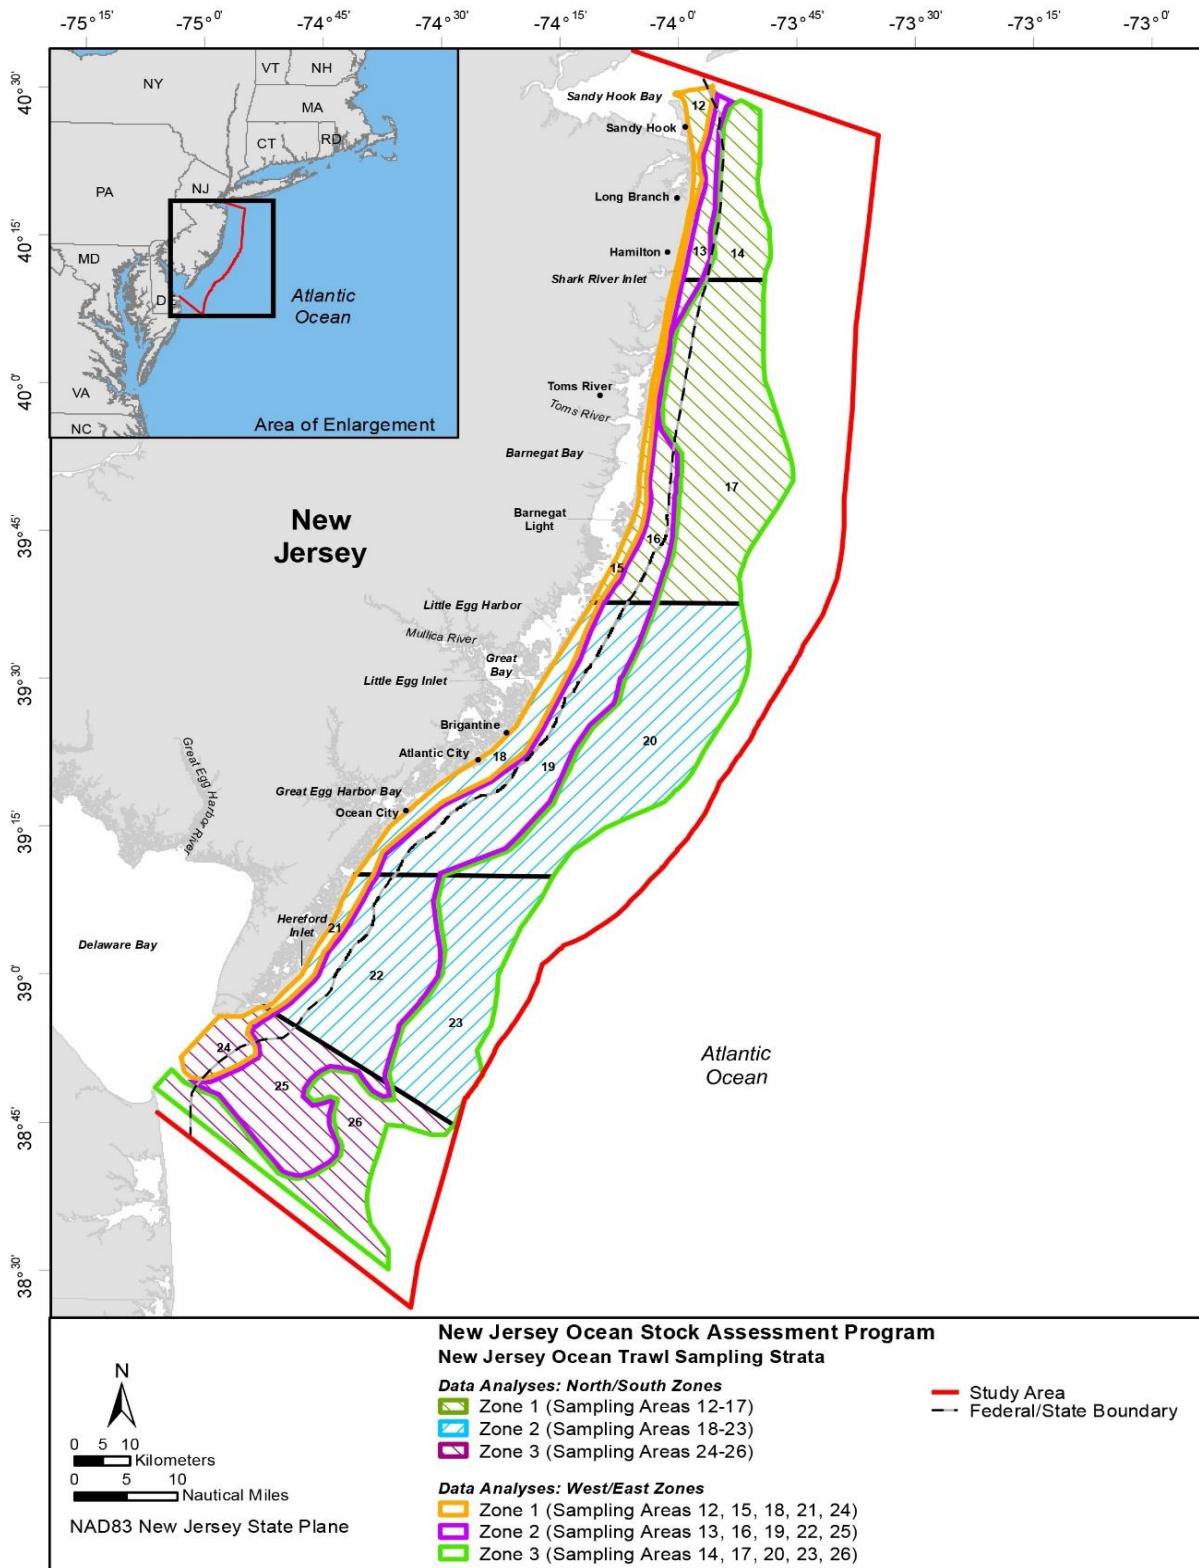 -75°15'
-75°0'
-74°45'
-74°30'
-74°15'
-74°0'
-73°45'
-73°30'
-73°15'
-73°0'
40°30'
40°15'
40°0'
39°45'
39°30'
39°15'
39°0'
38°45'
38°30'
VT
NH
NY
MA
CT
RD
PA
NJ
MD
D
VA
NC
Atlantic
Ocean
Area of Enlargement
Sandy Hook Bay
12
Sandy Hook
Long Branch
Hamilton
13
14
Shark River Inlet
Toms River
Toms River
Barnegat Bay
17
New
Jersey
Barnegat
Light
16
15
Little Egg Harbor
Mullica River
Great
Bay
Little Egg Inlet
Brigantine
20
Atlantic City
18
19
Great Egg Harbor River
Great Egg Harbor Bay
Ocean City
Hereford
Inlet
21
Delaware Bay
22
23
24
Atlantic
Ocean
25
26
New Jersey Ocean Stock Assessment Program
New Jersey Ocean Trawl Sampling Strata
Data Analyses: North/South Zones
Zone 1 (Sampling Areas 12-17)
Zone 2 (Sampling Areas 18-23)
Zone 3 (Sampling Areas 24-26)
Data Analyses: West/East Zones
Zone 1 (Sampling Areas 12, 15, 18, 21, 24)
Zone 2 (Sampling Areas 13, 16, 19, 22, 25)
Zone 3 (Sampling Areas 14, 17, 20, 23, 26)
Study Area
Federal/State Boundary
N
0 5 10
Kilometers
0 5 10
Nautical Miles
NAD83 New Jersey State Plane